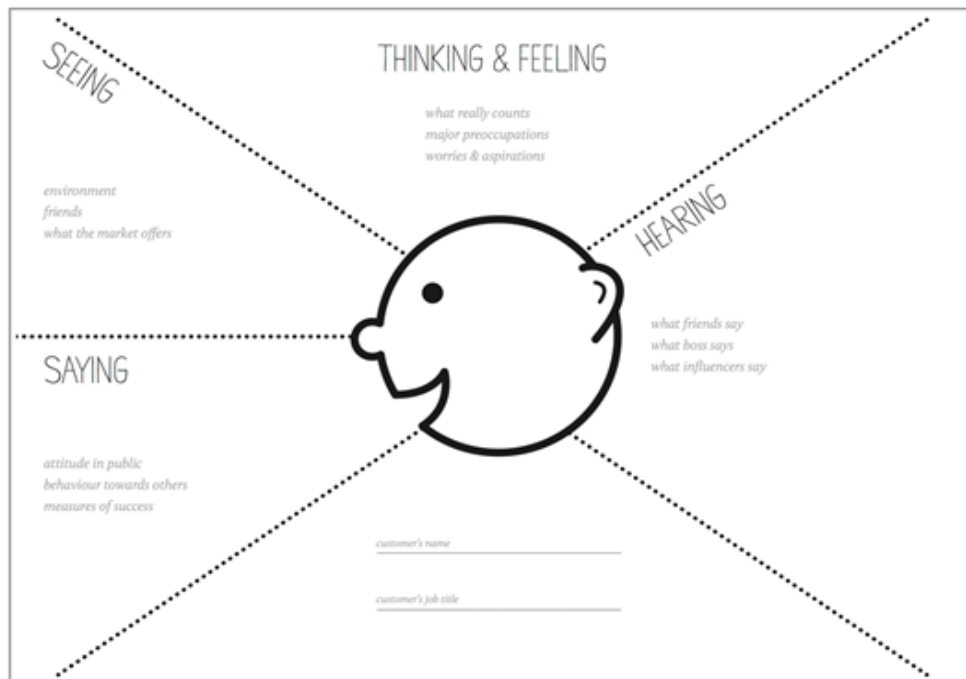 SEEING
environment
friends
what the market offers
THINKING & FEELING
what really counts
major preoccupations
worries & aspirations
HEARING
what friends say
what boss says
what influencers say
SAYING
attitude in public
behaviour towards others
measures of success
customer's name
customer's job title